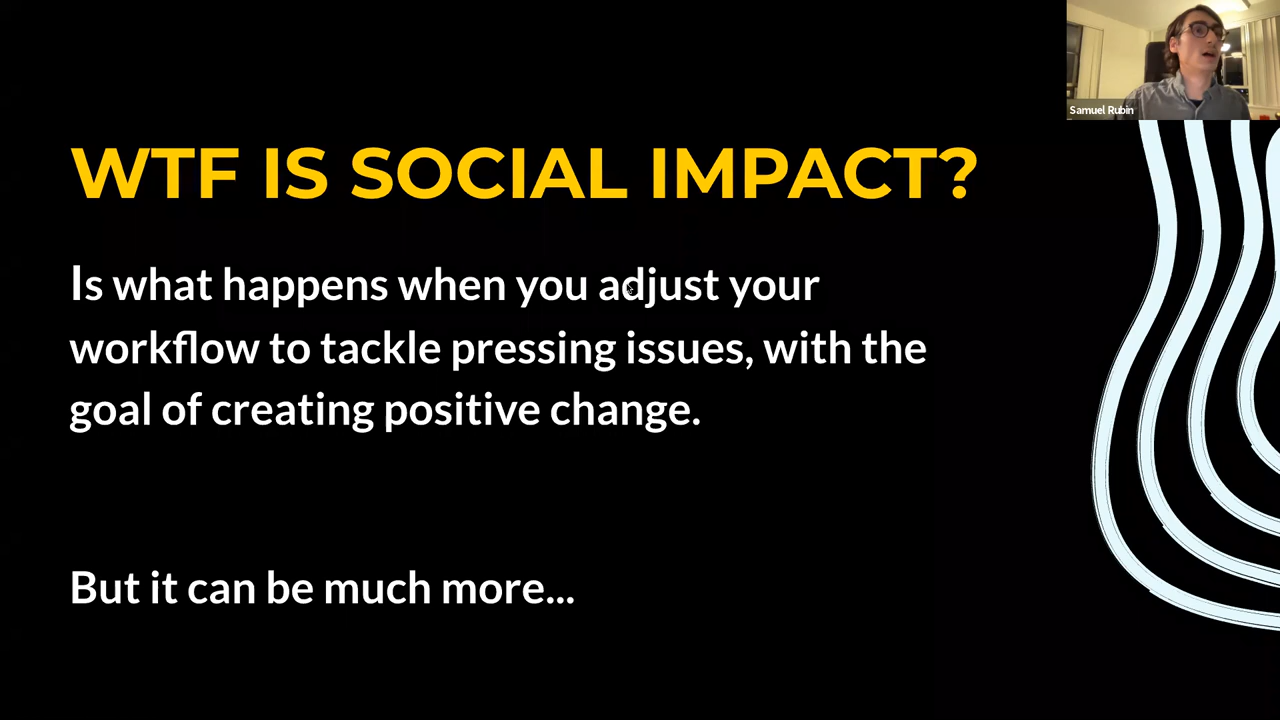 Samuel Rubin
WTF IS SOCIAL IMPACT?
Is what happens when you adjust your
workflow to tackle pressing issues, with the
goal of creating positive change.
But it can be much more...